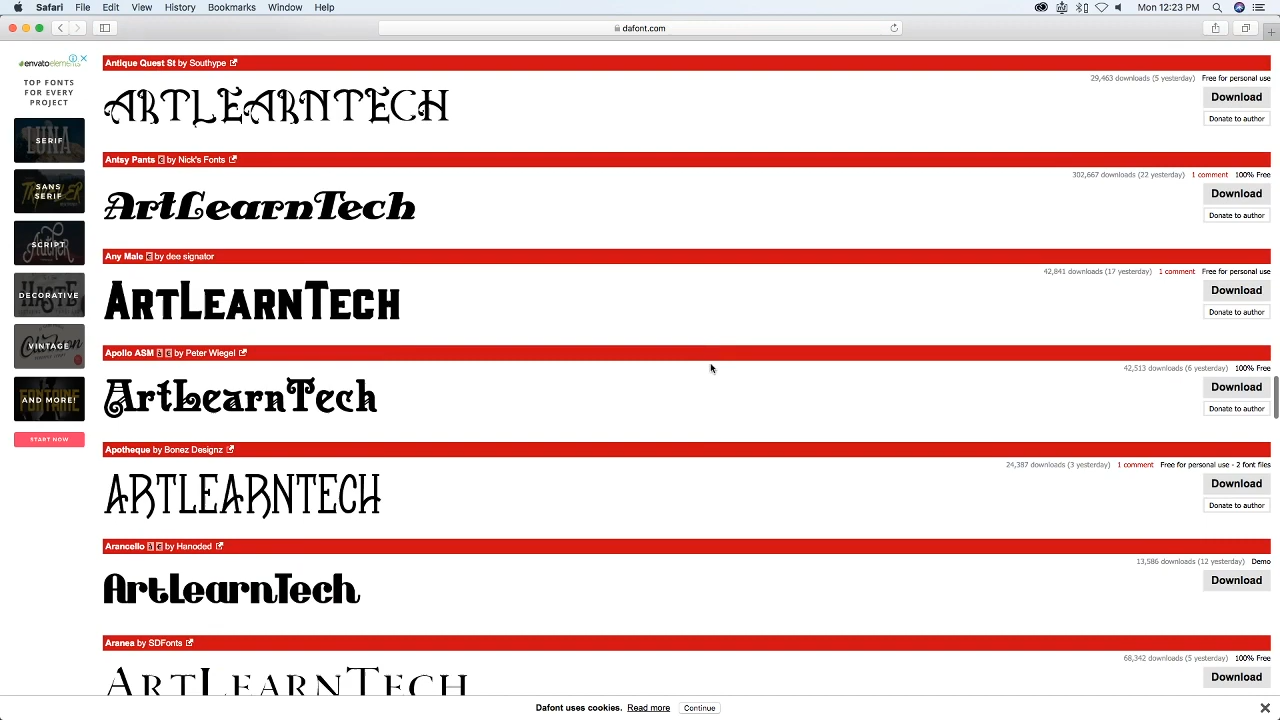 Safari File Edit View History Bookmarks Window Help
Mon 12:23 PM
dafont.com
envatoelements
TOP FONTS
FOR EVERY
PROJECT
LUNA
SERIF
SANS
SERIF
Author
SCRIPT
HASTE
DECORATIVE
VINTAGE
FONTAINE
AND MORE!
START NOW
Antique Quest St by Southype
29,463 downloads (5 yesterday) Free for personal use
ARTLEARNTECH
Download
Donate to author
Antsy Pants € by Nick's Fonts
302,667 downloads (22 yesterday) 1 comment 100% Free
ArtLearnTech
Download
Donate to author
Any Male € by dee signator
42,841 downloads (17 yesterday) 1 comment Free for personal use
ArtLearnTech
Download
Donate to author
Apollo ASM à € by Peter Wiegel
42,513 downloads (6 yesterday) 100% Free
ArtLearnTech
Download
Donate to author
Apotheque by Bonez Designz
24,387 downloads (3 yesterday) 1 comment Free for personal use - 2 font files
ARTLEARNTECH
Download
Donate to author
Arancello à € by Hanoded
13,586 downloads (12 yesterday) Demo
ArtLearnTech
Download
Aranea by SDFonts
68,342 downloads (5 yesterday) 100% Free
ArtLearnTech
Download
Dafont uses cookies. Read more Continue